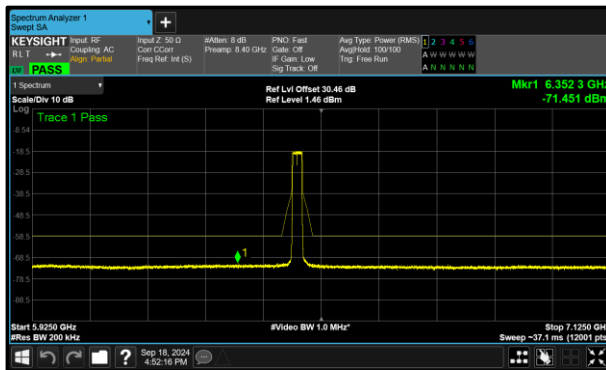 Spectrum Analyzer 1
Swept SA
+
KEYSIGHT Input: RF Input Z: 50 Ω #Atten: 8 dB PNO: Fast Avg Type: Power (RMS) 1 2 3 4 5 6
RLT Coupling: AC Corr CCorr Preamp: 8.40 GHz Gate: Off Avg|Hold: 100/100 A W W W W W
Align: Partial Freq Ref: Int (S) IF Gain: Low Trig: Free Run
PASS Sig Track: Off A N N N N N
1 Spectrum Ref Lvl Offset 30.46 dB Mkr1 6.352 3 GHz
Scale/Div 10 dB Ref Level 1.46 dBm -71.451 dBm
Log
Trace 1 Pass
-8.54
-18.5
-28.5
-38.5
-48.5
-58.5
-68.5
1
-78.5
-88.5
Start 5.9250 GHz #Video BW 1.0 MHz* Stop 7.1250 GHz
#Res BW 200 kHz Sweep ~37.1 ms (12001 pts)
? Sep 18, 2024
4:52:16 PM